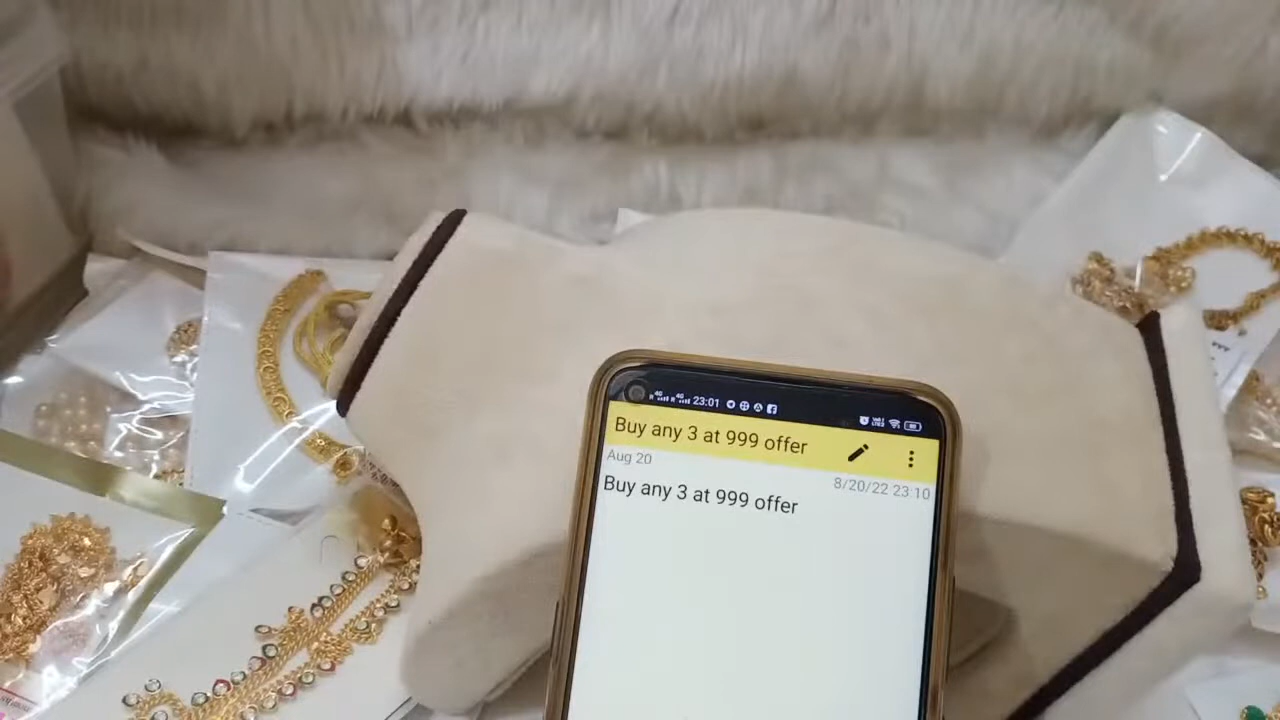 23:01
Buy any 3 at 999 offer
Aug 20
8/20/22 23:10
Buy any 3 at 999 offer